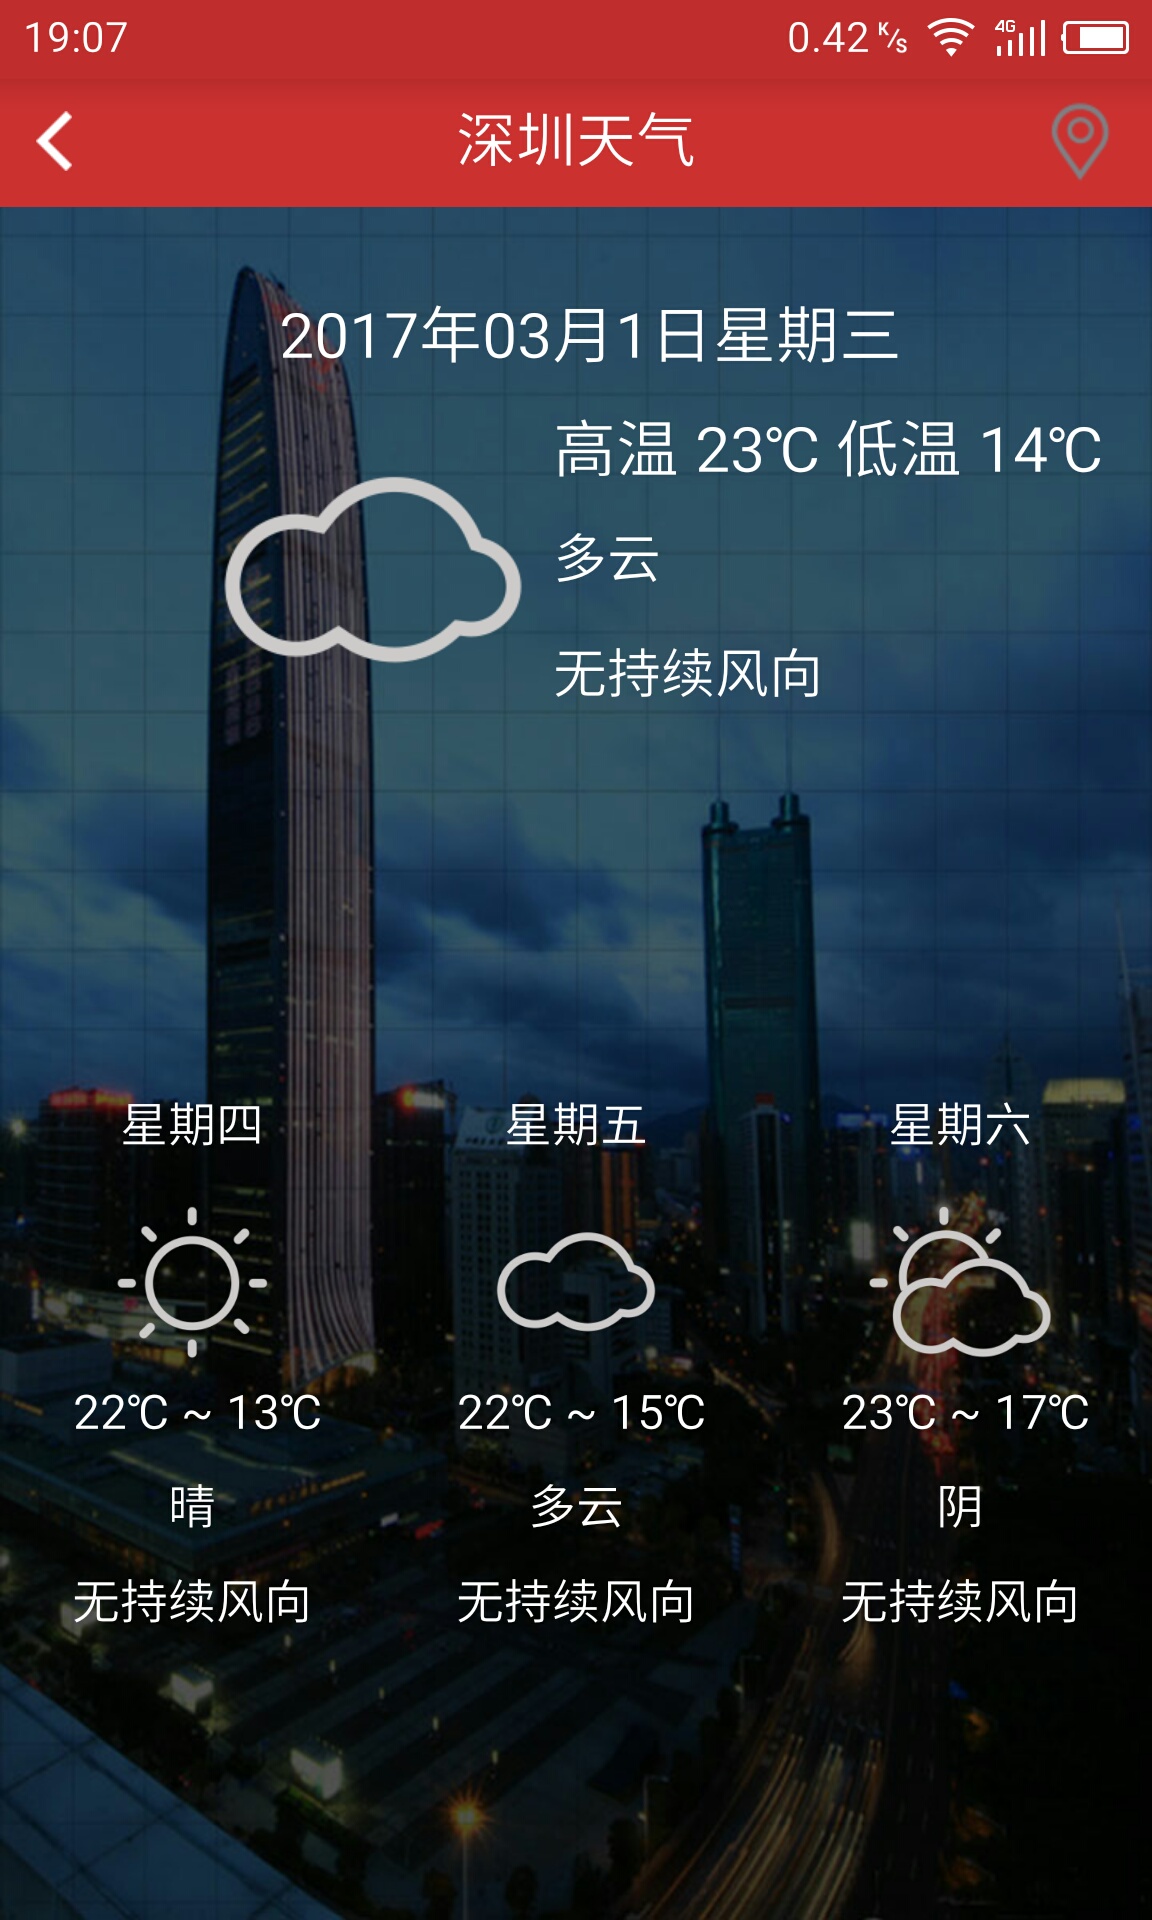 19:07 0.42 K/s 4G
深圳天气
2017年03月1日星期三
高温 23℃ 低温 14℃
多云
无持续风向
星期四 星期五 星期六
22℃ ~ 13℃ 22℃ ~ 15℃ 23℃ ~ 17℃
晴 多云 阴
无持续风向 无持续风向 无持续风向